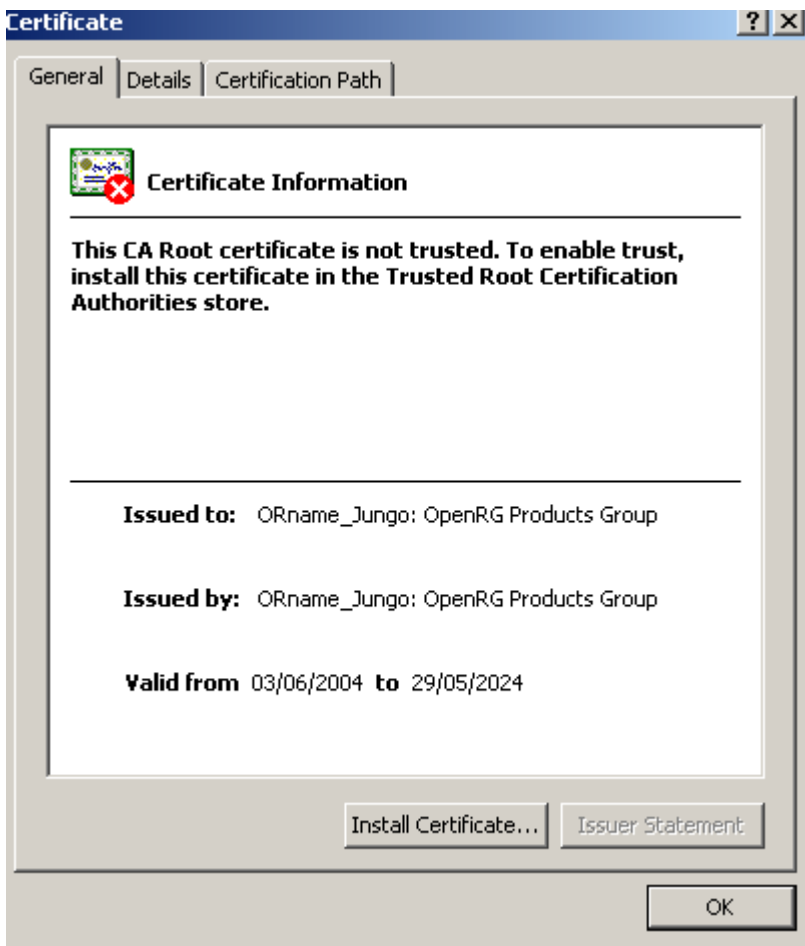 Certificate
? X
General Details Certification Path
Certificate Information
This CA Root certificate is not trusted. To enable trust,
install this certificate in the Trusted Root Certification
Authorities store.
Issued to: ORname_Jungo: OpenRG Products Group
Issued by: ORname_Jungo: OpenRG Products Group
Valid from 03/06/2004 to 29/05/2024
Install Certificate... Issuer Statement
OK